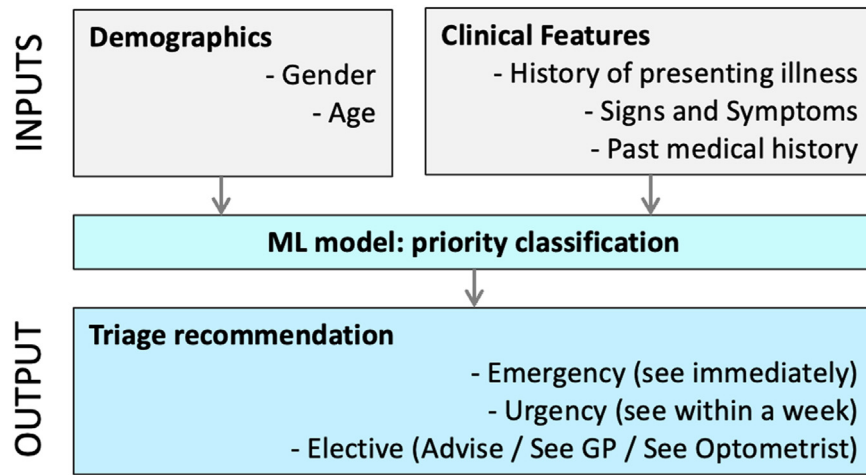 INPUTS
Demographics
- Gender
- Age
Clinical Features
- History of presenting illness
- Signs and Symptoms
- Past medical history
ML model: priority classification
OUTPUT
Triage recommendation
- Emergency (see immediately)
- Urgency (see within a week)
- Elective (Advise / See GP / See Optometrist)